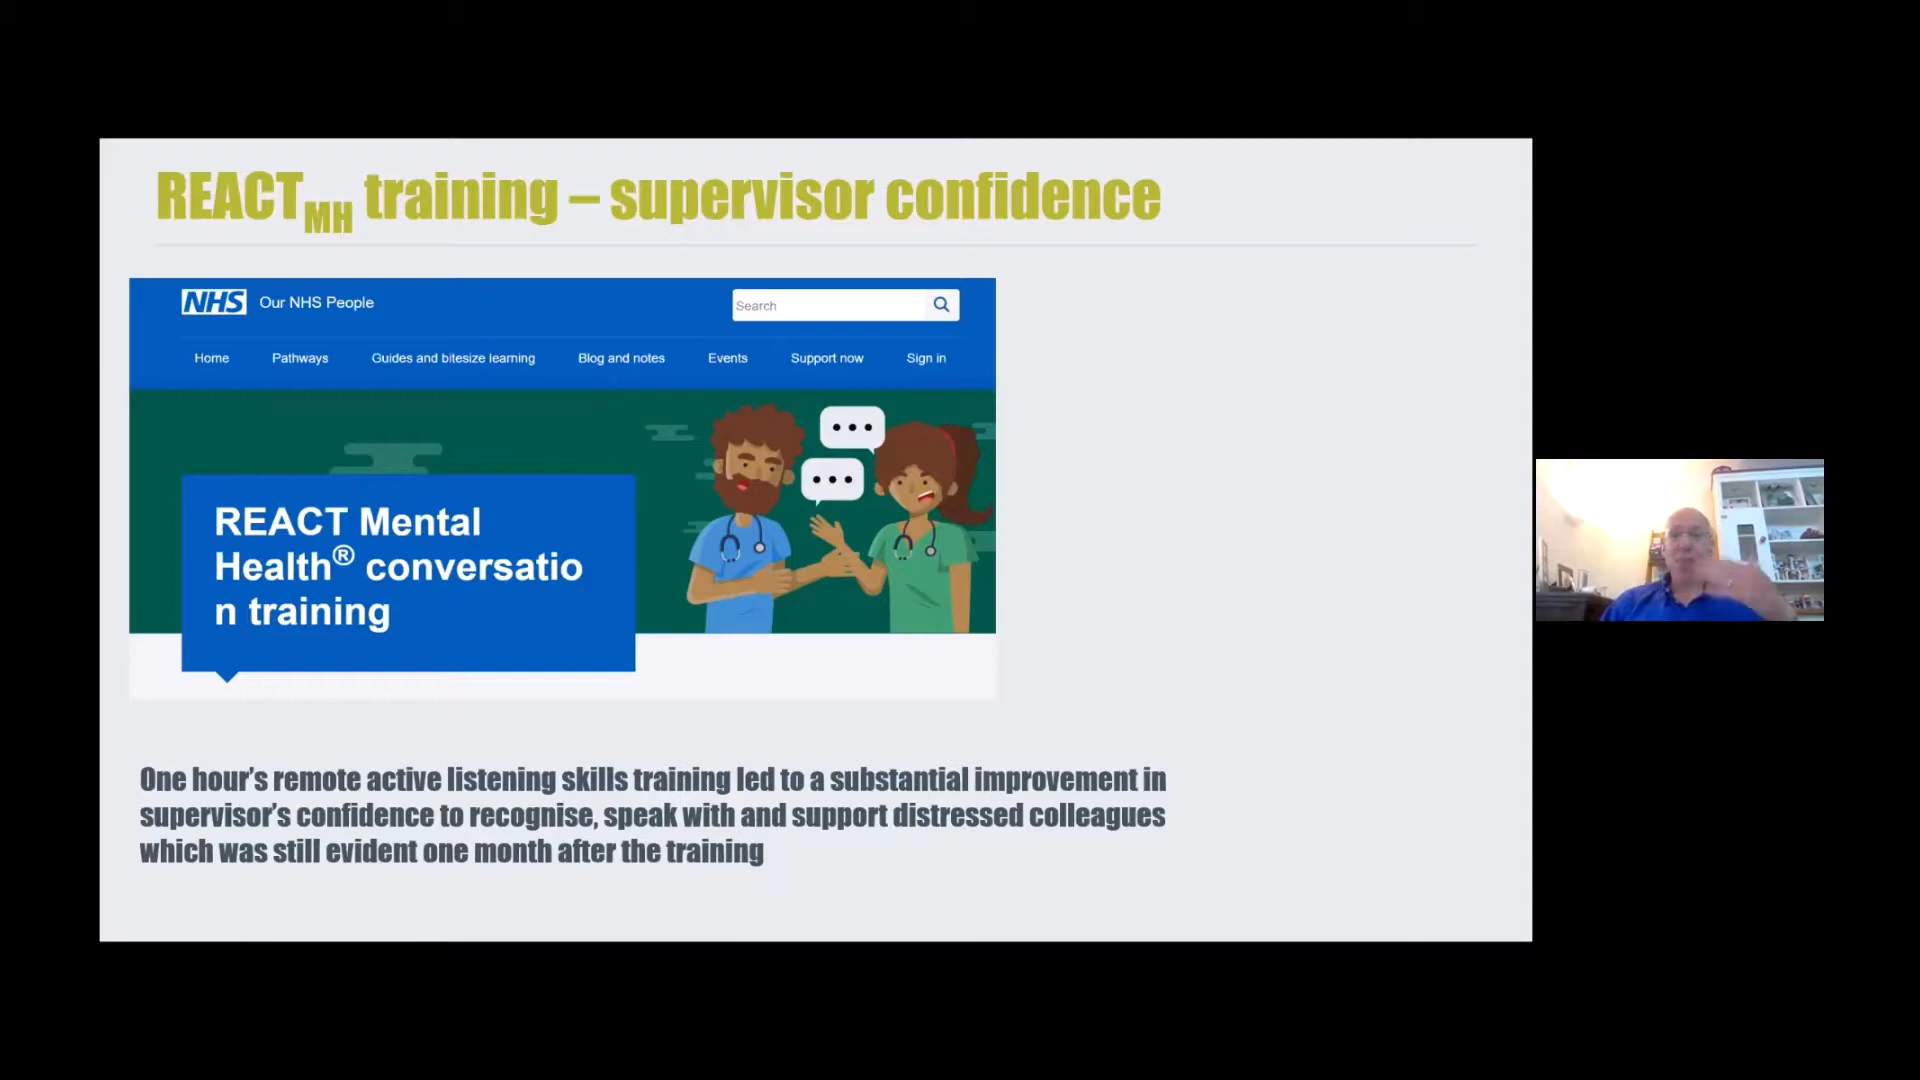 REACTMH training – supervisor confidence
NHS Our NHS People
Search
Home Pathways Guides and bitesize learning Blog and notes Events Support now Sign in
REACT Mental
Health® conversatio
n training
One hour’s remote active listening skills training led to a substantial improvement in
supervisor’s confidence to recognise, speak with and support distressed colleagues
which was still evident one month after the training